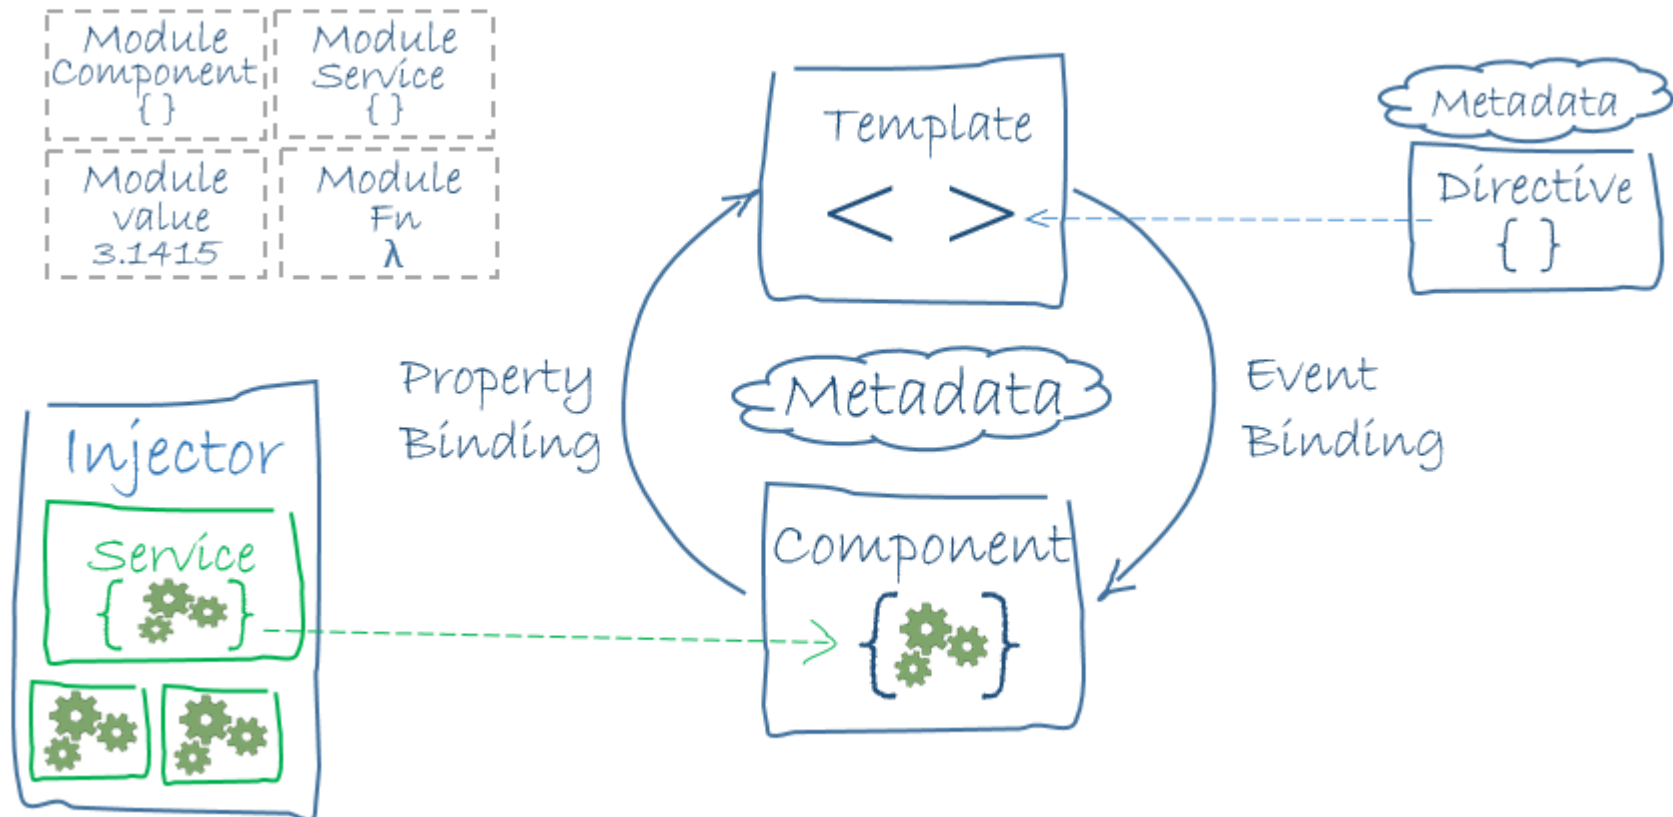 Module
Component
{ }
Module
Service
{ }
Module
value
3.1415
Module
Fn
λ
Template
< >
Metadata
Directive
{ }
Property
Binding
Metadata
Event
Binding
Injector
Service
{ }
Component
{ }